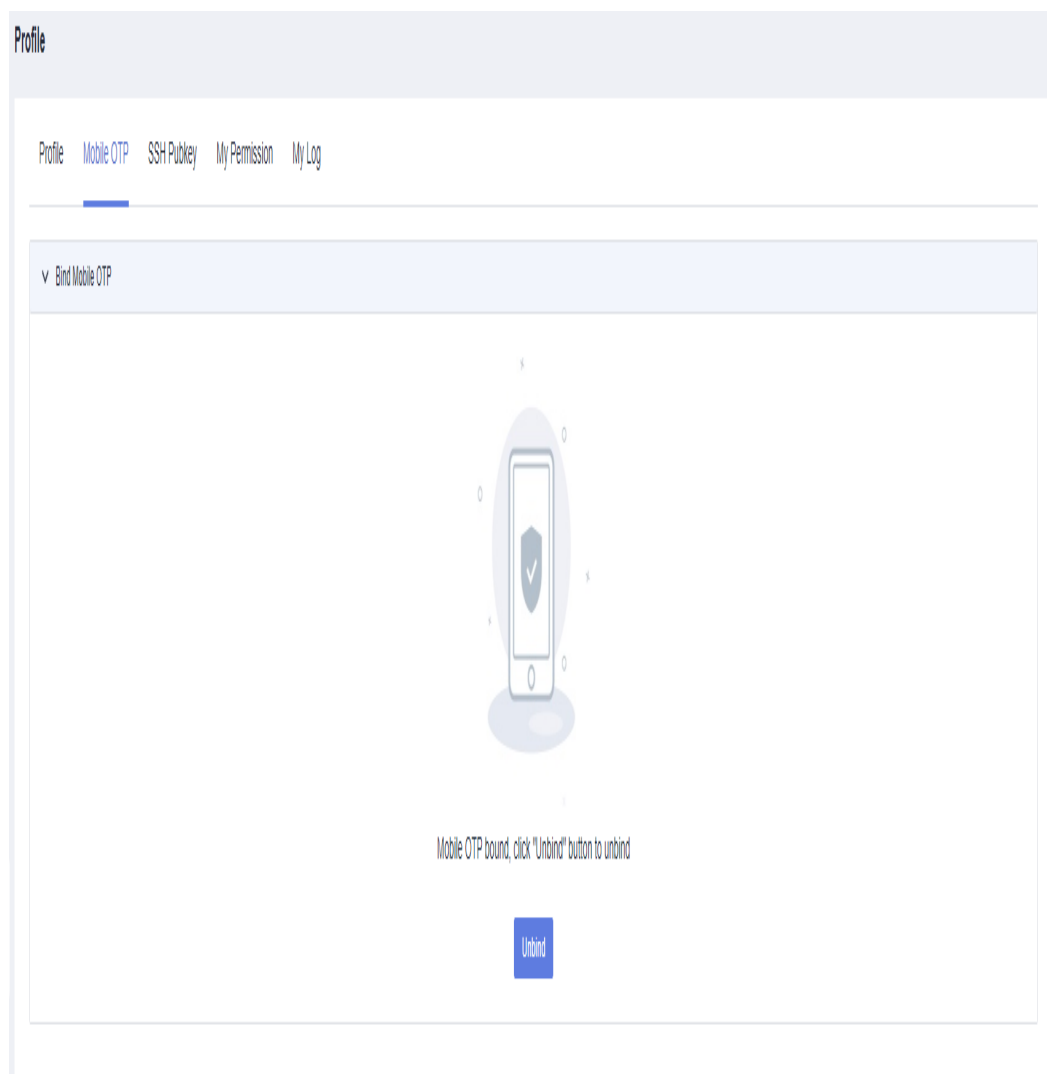 Profile
Profile Mobile OTP SSH Pubkey My Permission My Log
Bind Mobile OTP
Mobile OTP bound, click "Unbind" button to unbind
Unbind